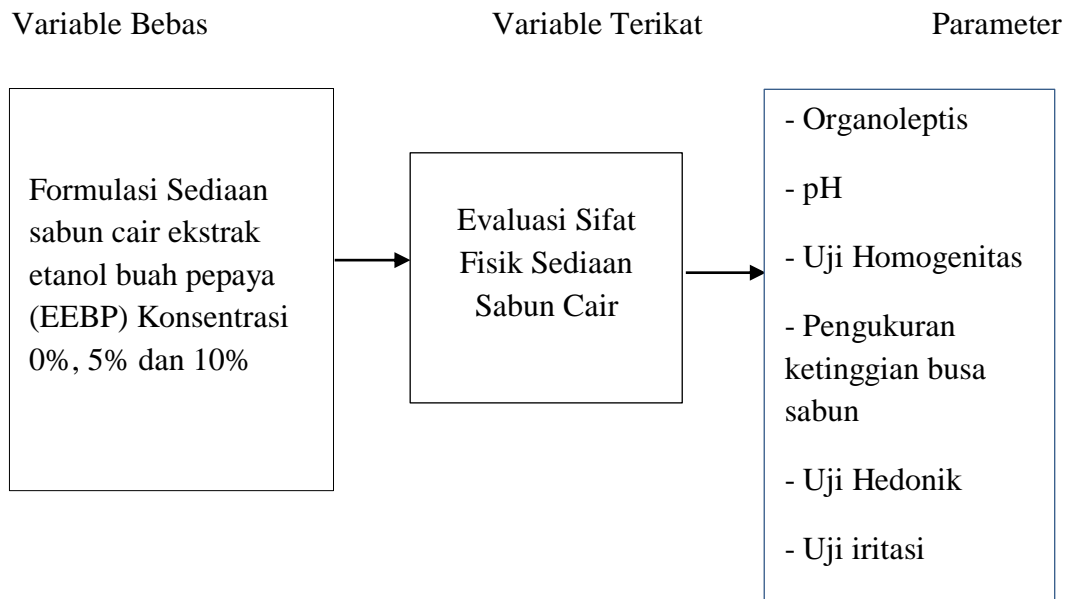 Variable Bebas
Variable Terikat
Parameter
Formulasi Sediaan
sabun cair ekstrak
etanol buah pepaya
(EEBP) Konsentrasi
0%, 5% dan 10%
Evaluasi Sifat
Fisik Sediaan
Sabun Cair
- Organoleptis
- pH
- Uji Homogenitas
- Pengukuran
ketinggian busa
sabun
- Uji Hedonik
- Uji iritasi